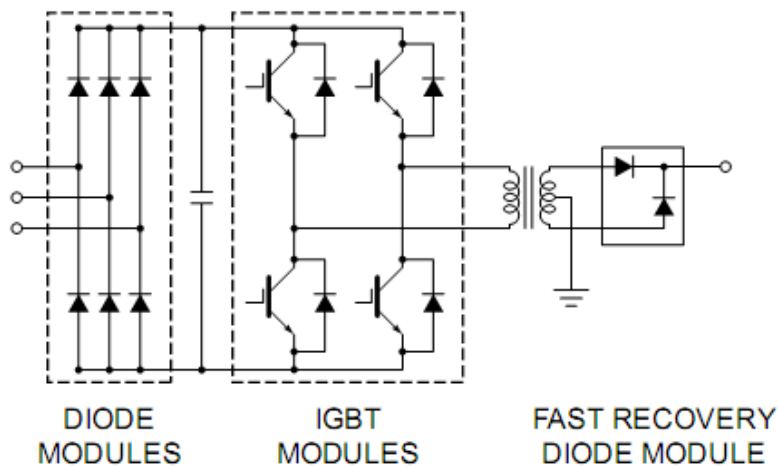 DIODE
MODULES
IGBT
MODULES
FAST RECOVERY
DIODE MODULE